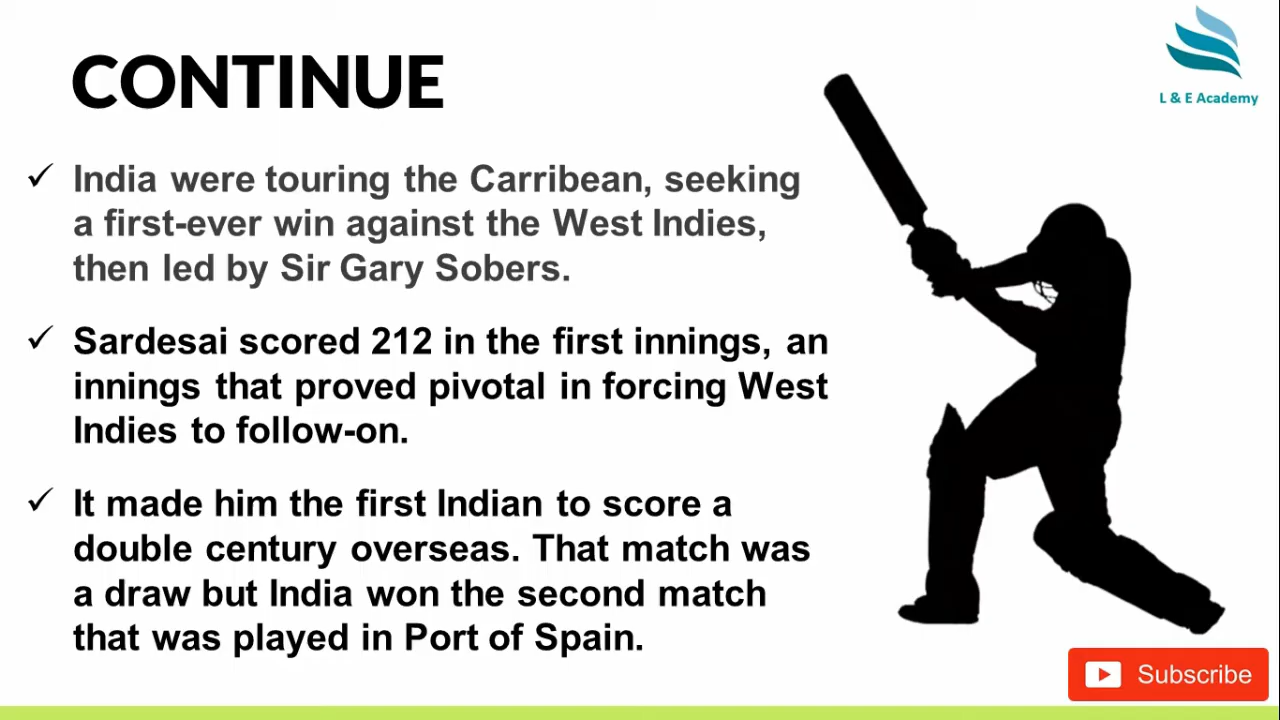 CONTINUE
L & E Academy
✓ India were touring the Carribean, seeking
a first-ever win against the West Indies,
then led by Sir Gary Sobers.
✓ Sardesai scored 212 in the first innings, an
innings that proved pivotal in forcing West
Indies to follow-on.
✓ It made him the first Indian to score a
double century overseas. That match was
a draw but India won the second match
that was played in Port of Spain.
Subscribe